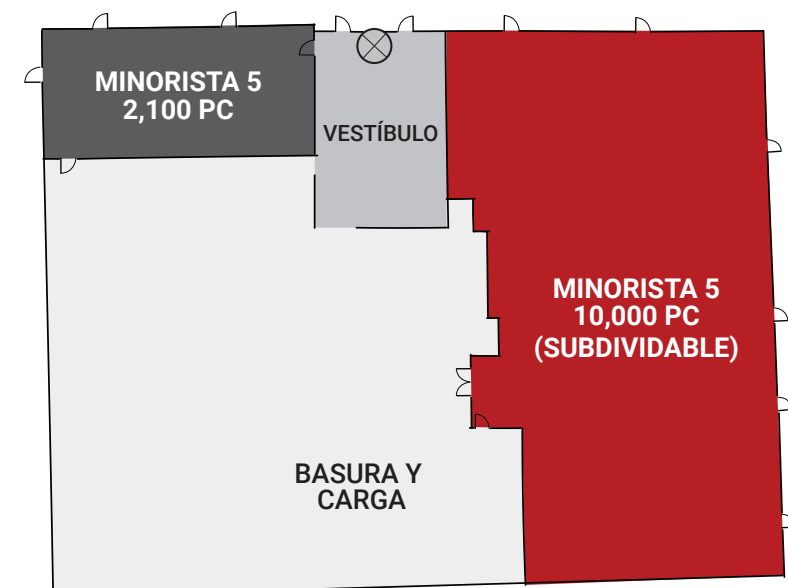 MINORISTA 5
2,100 PC
VESTÍBULO
MINORISTA 5
10,000 PC
(SUBDIVIDABLE)
BASURA Y
CARGA